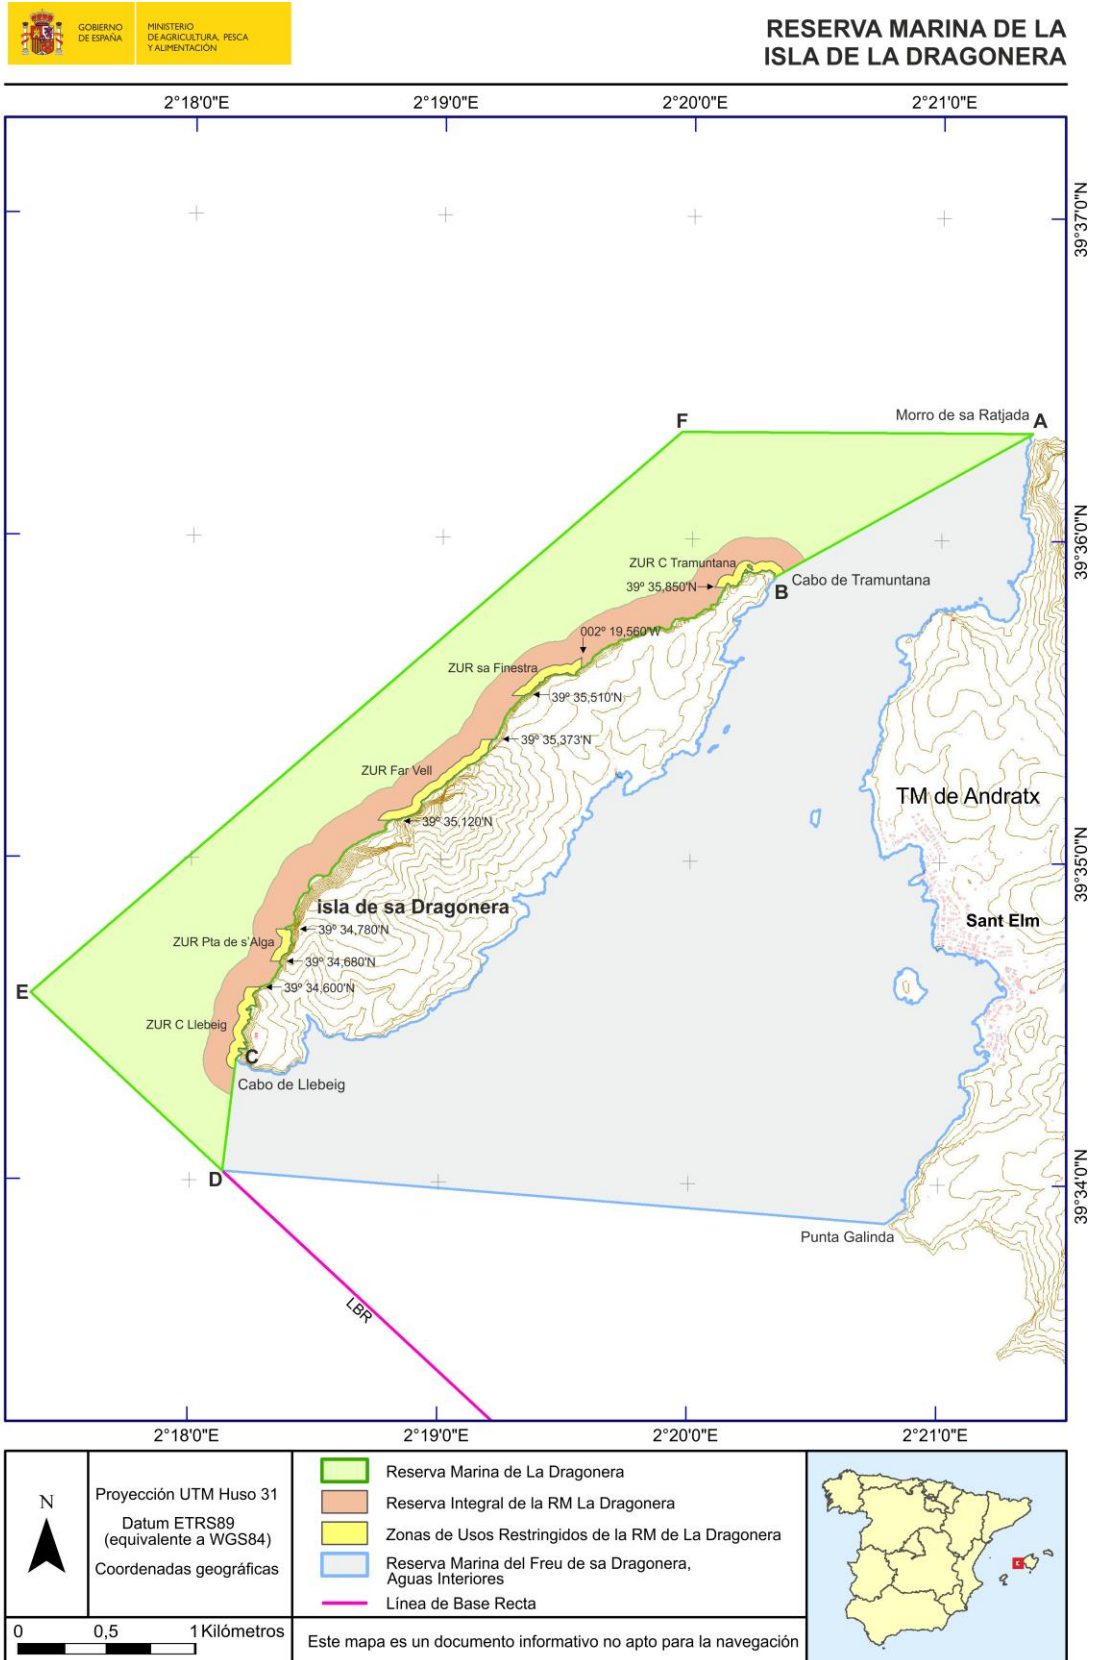 GOBIERNO
DE ESPAÑA
MINISTERIO
DE AGRICULTURA, PESCA
Y ALIMENTACIÓN
RESERVA MARINA DE LA
ISLA DE LA DRAGONERA
2°18'0"E
2°19'0"E
2°20'0"E
2°21'0"E
39°37'0"N
Morro de sa Ratjada
A
F
39°36'0"N
ZUR C Tramuntana
39º 35,850'N
Cabo de Tramuntana
B
002º 19,560'W
ZUR sa Finestra
39º 35,510'N
39º 35,373'N
ZUR Far Vell
TM de Andratx
39º 35,120'N
39°35'0"N
isla de sa Dragonera
Sant Elm
39º 34,780'N
ZUR Pta de s'Alga
39º 34,680'N
39º 34,600'N
E
ZUR C Llebeig
C
Cabo de Llebeig
D
39°34'0"N
Punta Galinda
LBR
2°18'0"E
2°19'0"E
2°20'0"E
2°21'0"E
N
Proyección UTM Huso 31
Datum ETRS89
(equivalente a WGS84)
Coordenadas geográficas
0
0,5
1 Kilómetros
Reserva Marina de La Dragonera
Reserva Integral de la RM La Dragonera
Zonas de Usos Restringidos de la RM de La Dragonera
Reserva Marina del Freu de sa Dragonera,
Aguas Interiores
Línea de Base Recta
Este mapa es un documento informativo no apto para la navegación